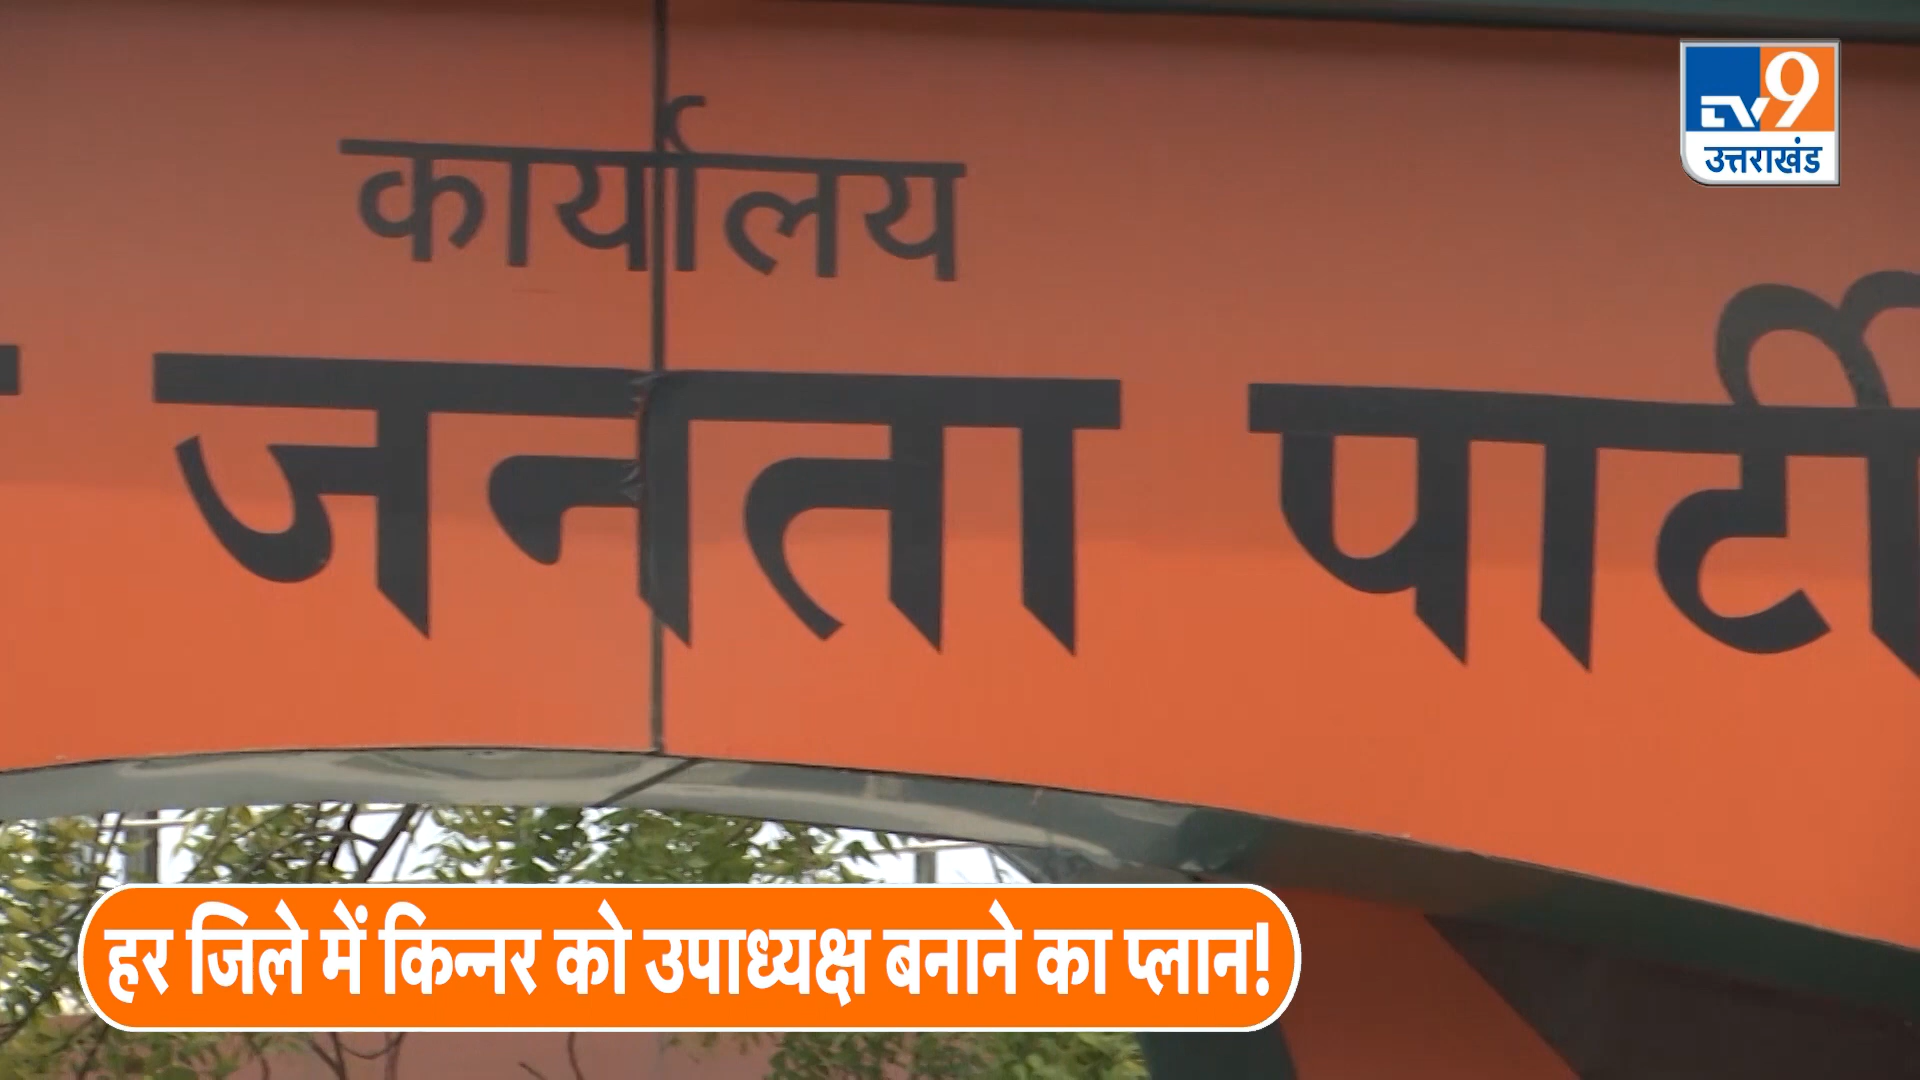 TV9
उत्तराखंड
कार्यालय
जनता पार्टी
हर जिले में किन्नर को उपाध्यक्ष बनाने का प्लान!